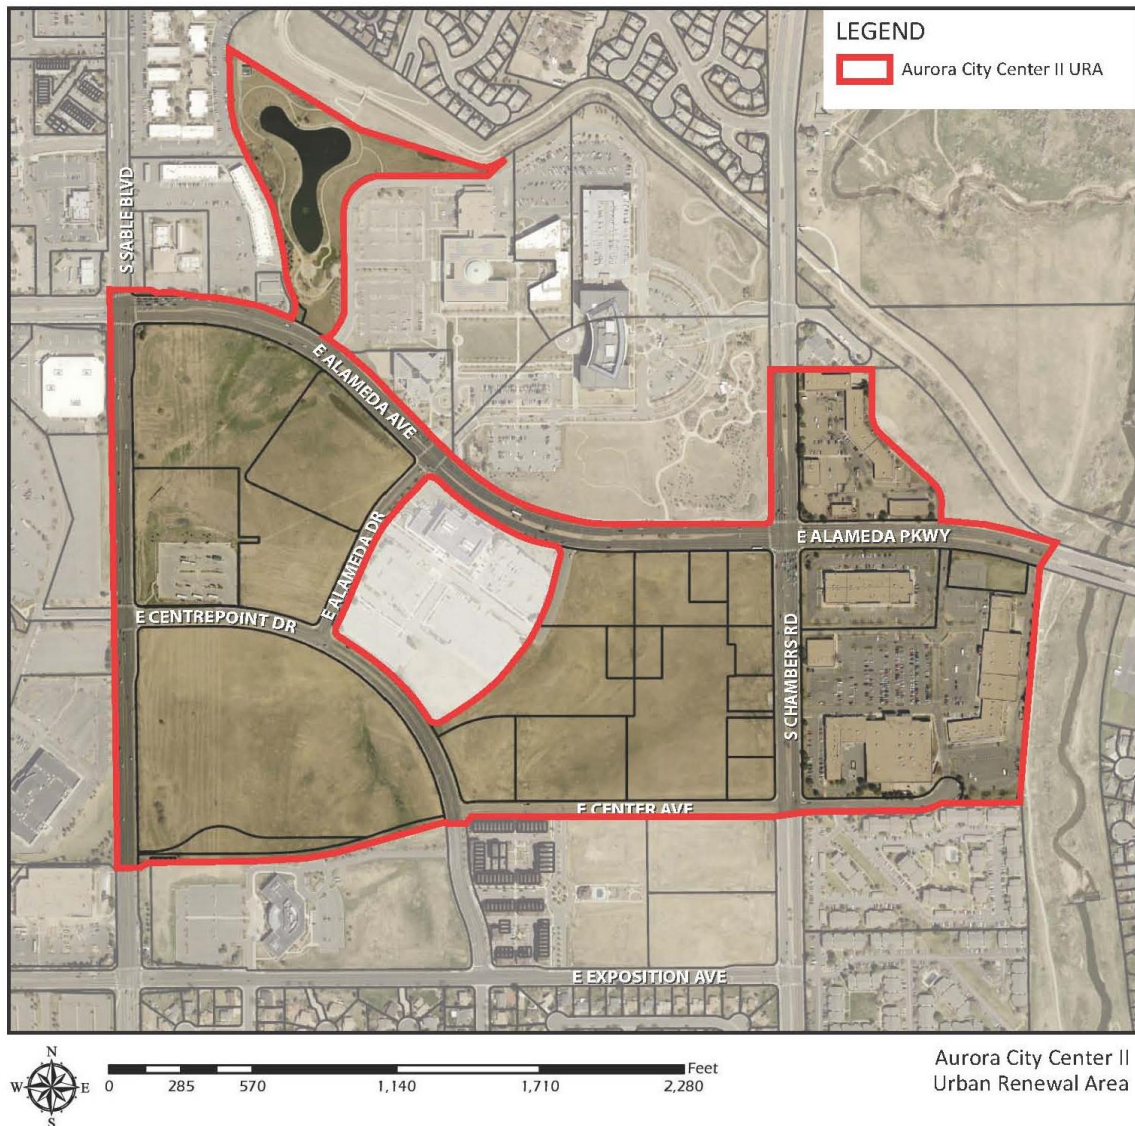 LEGEND
Aurora City Center II URA
S SABLE BLVD
E ALAMEDA AVE
E ALAMEDA DR
E ALAMEDA PKWY
E CENTREPOINT DR
S CHAMBERS RD
E CENTER AVE
E EXPOSITION AVE
N
W E
S
Feet
0 285 570 1,140 1,710 2,280
Aurora City Center II
Urban Renewal Area